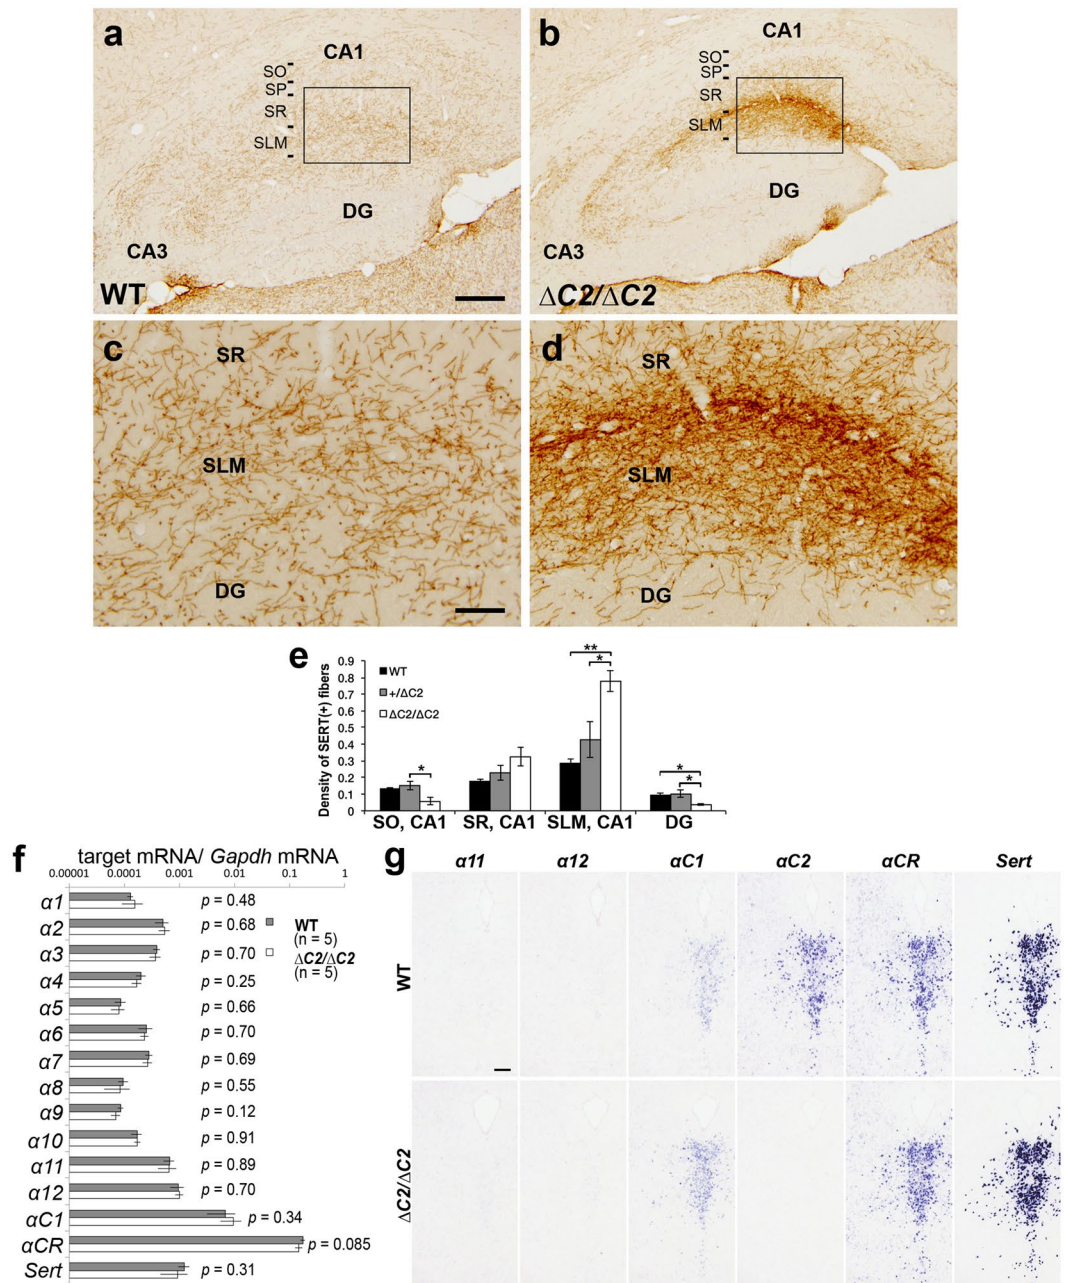 a
CA1
SO
SP
SR
SLM
DG
CA3
WT
b
CA1
SO
SP
SR
SLM
DG
CA3
ΔC2/ΔC2
c
SR
SLM
DG
d
SR
SLM
DG
e
Density of SERT(+) fibers
0.9
0.8
0.7
0.6
0.5
0.4
0.3
0.2
0.1
0
WT
+/ΔC2
ΔC2/ΔC2
*
** 
*
*
*
SO, CA1 SR, CA1 SLM, CA1 DG
f
target mRNA/ Gapdh mRNA
0.00001 0.0001 0.001 0.01 0.1 1
α1 p = 0.48
α2 p = 0.68
α3 p = 0.70
α4 p = 0.25
α5 p = 0.66
α6 p = 0.70
α7 p = 0.69
α8 p = 0.55
α9 p = 0.12
α10 p = 0.91
α11 p = 0.89
α12 p = 0.70
αC1 p = 0.34
αCR p = 0.085
Sert p = 0.31
WT
(n = 5)
ΔC2/ΔC2
(n = 5)
g
α11 α12 αC1 αC2 αCR Sert
WT
ΔC2/ΔC2